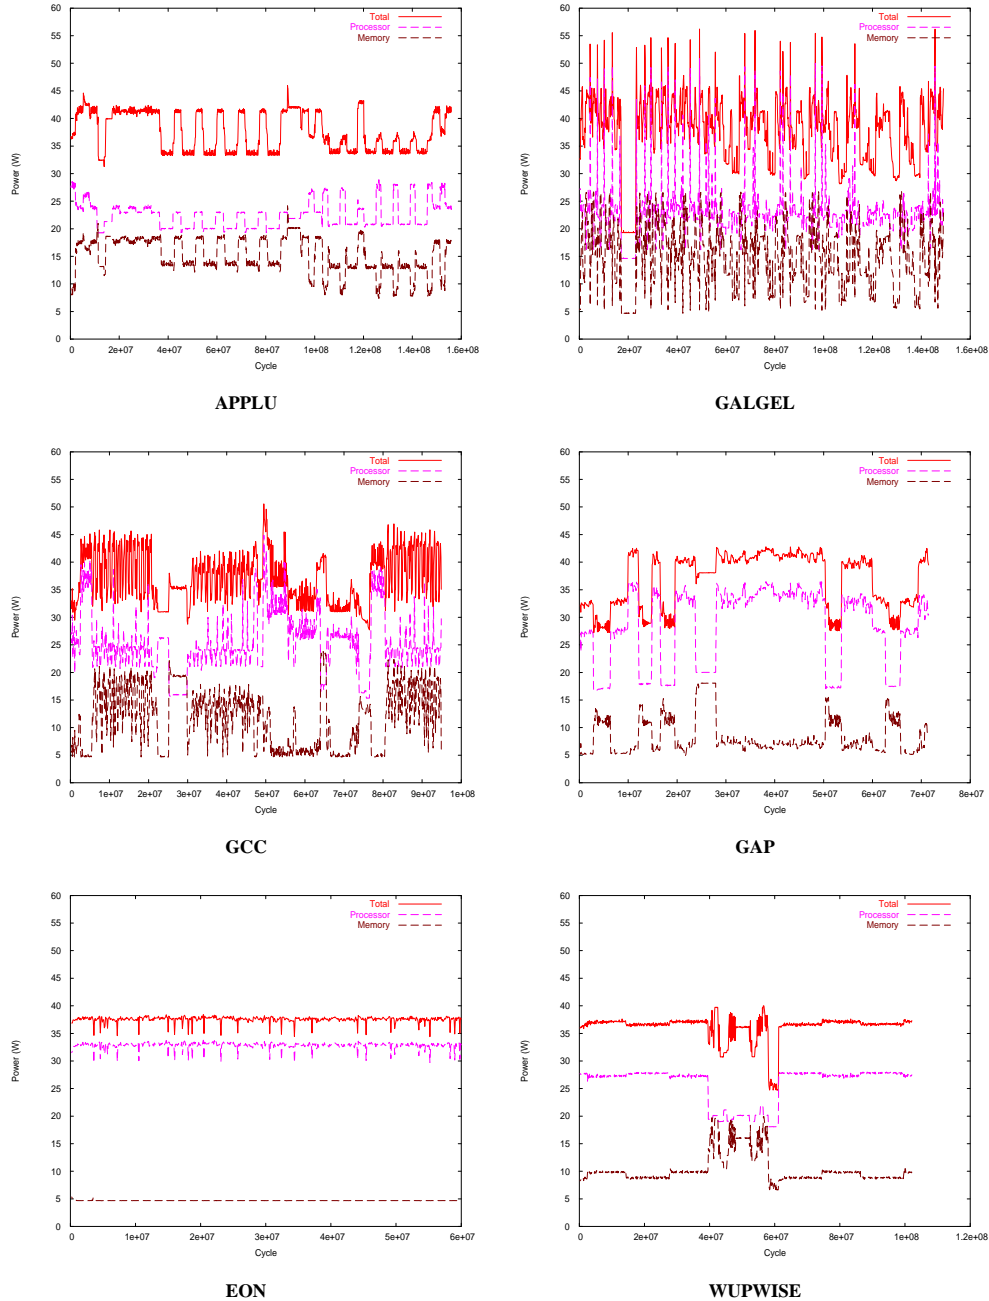 60
55
50
45
40
35
30
25
20
15
10
5
0
Power (W)
Total
Processor
Memory
0 2e+07 4e+07 6e+07 8e+07 1e+08 1.2e+08 1.4e+08 1.6e+08
Cycle
APPLU
60
55
50
45
40
35
30
25
20
15
10
5
0
Power (W)
Total
Processor
Memory
0 2e+07 4e+07 6e+07 8e+07 1e+08 1.2e+08 1.4e+08 1.6e+08
Cycle
GALGEL
60
55
50
45
40
35
30
25
20
15
10
5
0
Power (W)
Total
Processor
Memory
0 1e+07 2e+07 3e+07 4e+07 5e+07 6e+07 7e+07 8e+07 9e+07 1e+08
Cycle
GCC
60
55
50
45
40
35
30
25
20
15
10
5
0
Power (W)
Total
Processor
Memory
0 1e+07 2e+07 3e+07 4e+07 5e+07 6e+07 7e+07 8e+07
Cycle
GAP
60
55
50
45
40
35
30
25
20
15
10
5
0
Power (W)
Total
Processor
Memory
0 1e+07 2e+07 3e+07 4e+07 5e+07 6e+07
Cycle
EON
60
55
50
45
40
35
30
25
20
15
10
5
0
Power (W)
Total
Processor
Memory
0 2e+07 4e+07 6e+07 8e+07 1e+08 1.2e+08
Cycle
WUPWISE